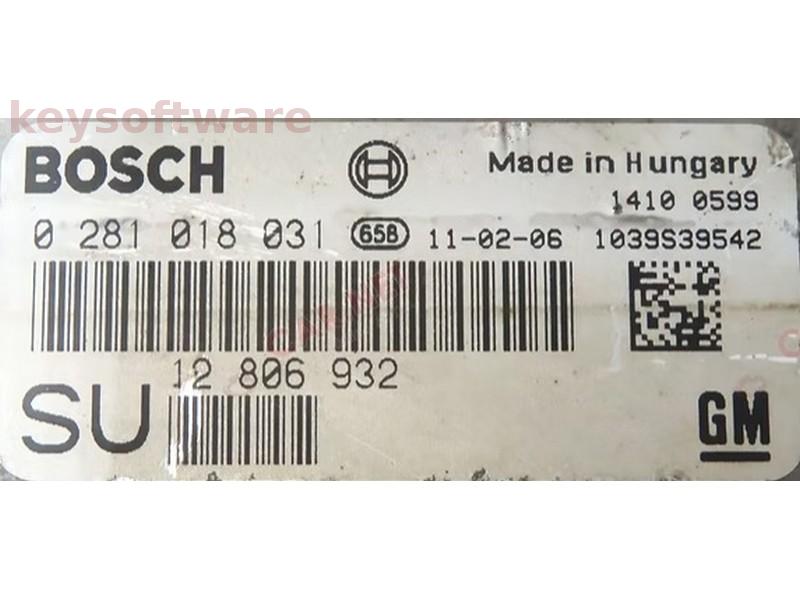 keysoftware
BOSCH Made in Hungary
1410 0599
0 281 018 031 65B 11-02-06 1039S39542
12 806 932
SU
GM